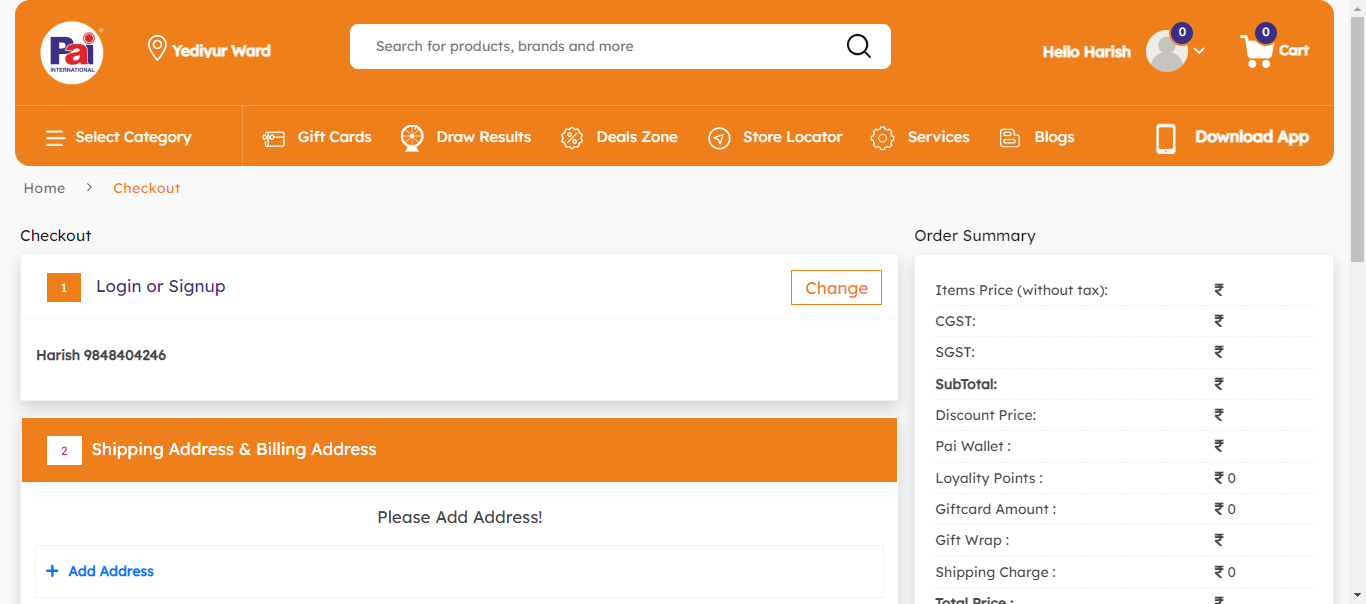 Pai
INTERNATIONAL
Yediyur Ward
Search for products, brands and more
Hello Harish
0
0
Cart
Select Category
Gift Cards
Draw Results
Deals Zone
Store Locator
Services
Blogs
Download App
Home > Checkout
Checkout
1 Login or Signup
Change
Harish 9848404246
2 Shipping Address & Billing Address
Please Add Address!
+ Add Address
Order Summary
Items Price (without tax): ₹
CGST: ₹
SGST: ₹
SubTotal: ₹
Discount Price: ₹
Pai Wallet : ₹
Loyality Points : ₹ 0
Giftcard Amount : ₹ 0
Gift Wrap : ₹
Shipping Charge : ₹ 0
Total Price : ₹